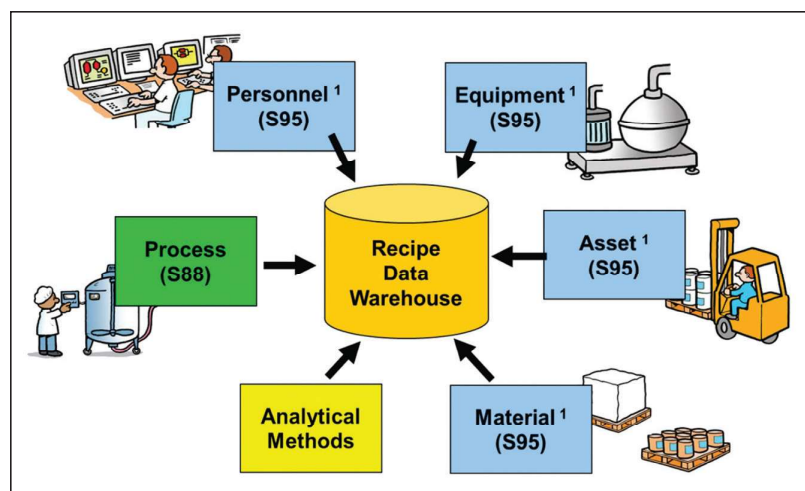 Personnel ¹
(S95)
Equipment ¹
(S95)
Process
(S88)
Recipe
Data
Warehouse
Asset ¹
(S95)
Analytical
Methods
Material ¹
(S95)